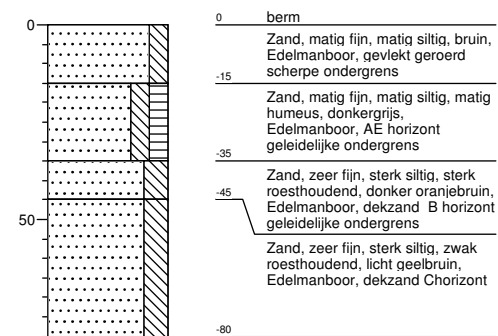 0
50
0
berm
Zand, matig fijn, matig siltig, bruin,
Edelmanboor, gevlekt geroerd
scherpe ondergrens
-15
Zand, matig fijn, matig siltig, matig
humeus, donkergrijs,
Edelmanboor, AE horizont
geleidelijke ondergrens
-35
Zand, zeer fijn, sterk siltig, sterk
roesthoudend, donker oranjebruin,
Edelmanboor, dekzand B horizont
geleidelijke ondergrens
-45
Zand, zeer fijn, sterk siltig, zwak
roesthoudend, licht geelbruin,
Edelmanboor, dekzand Chorizont
-80